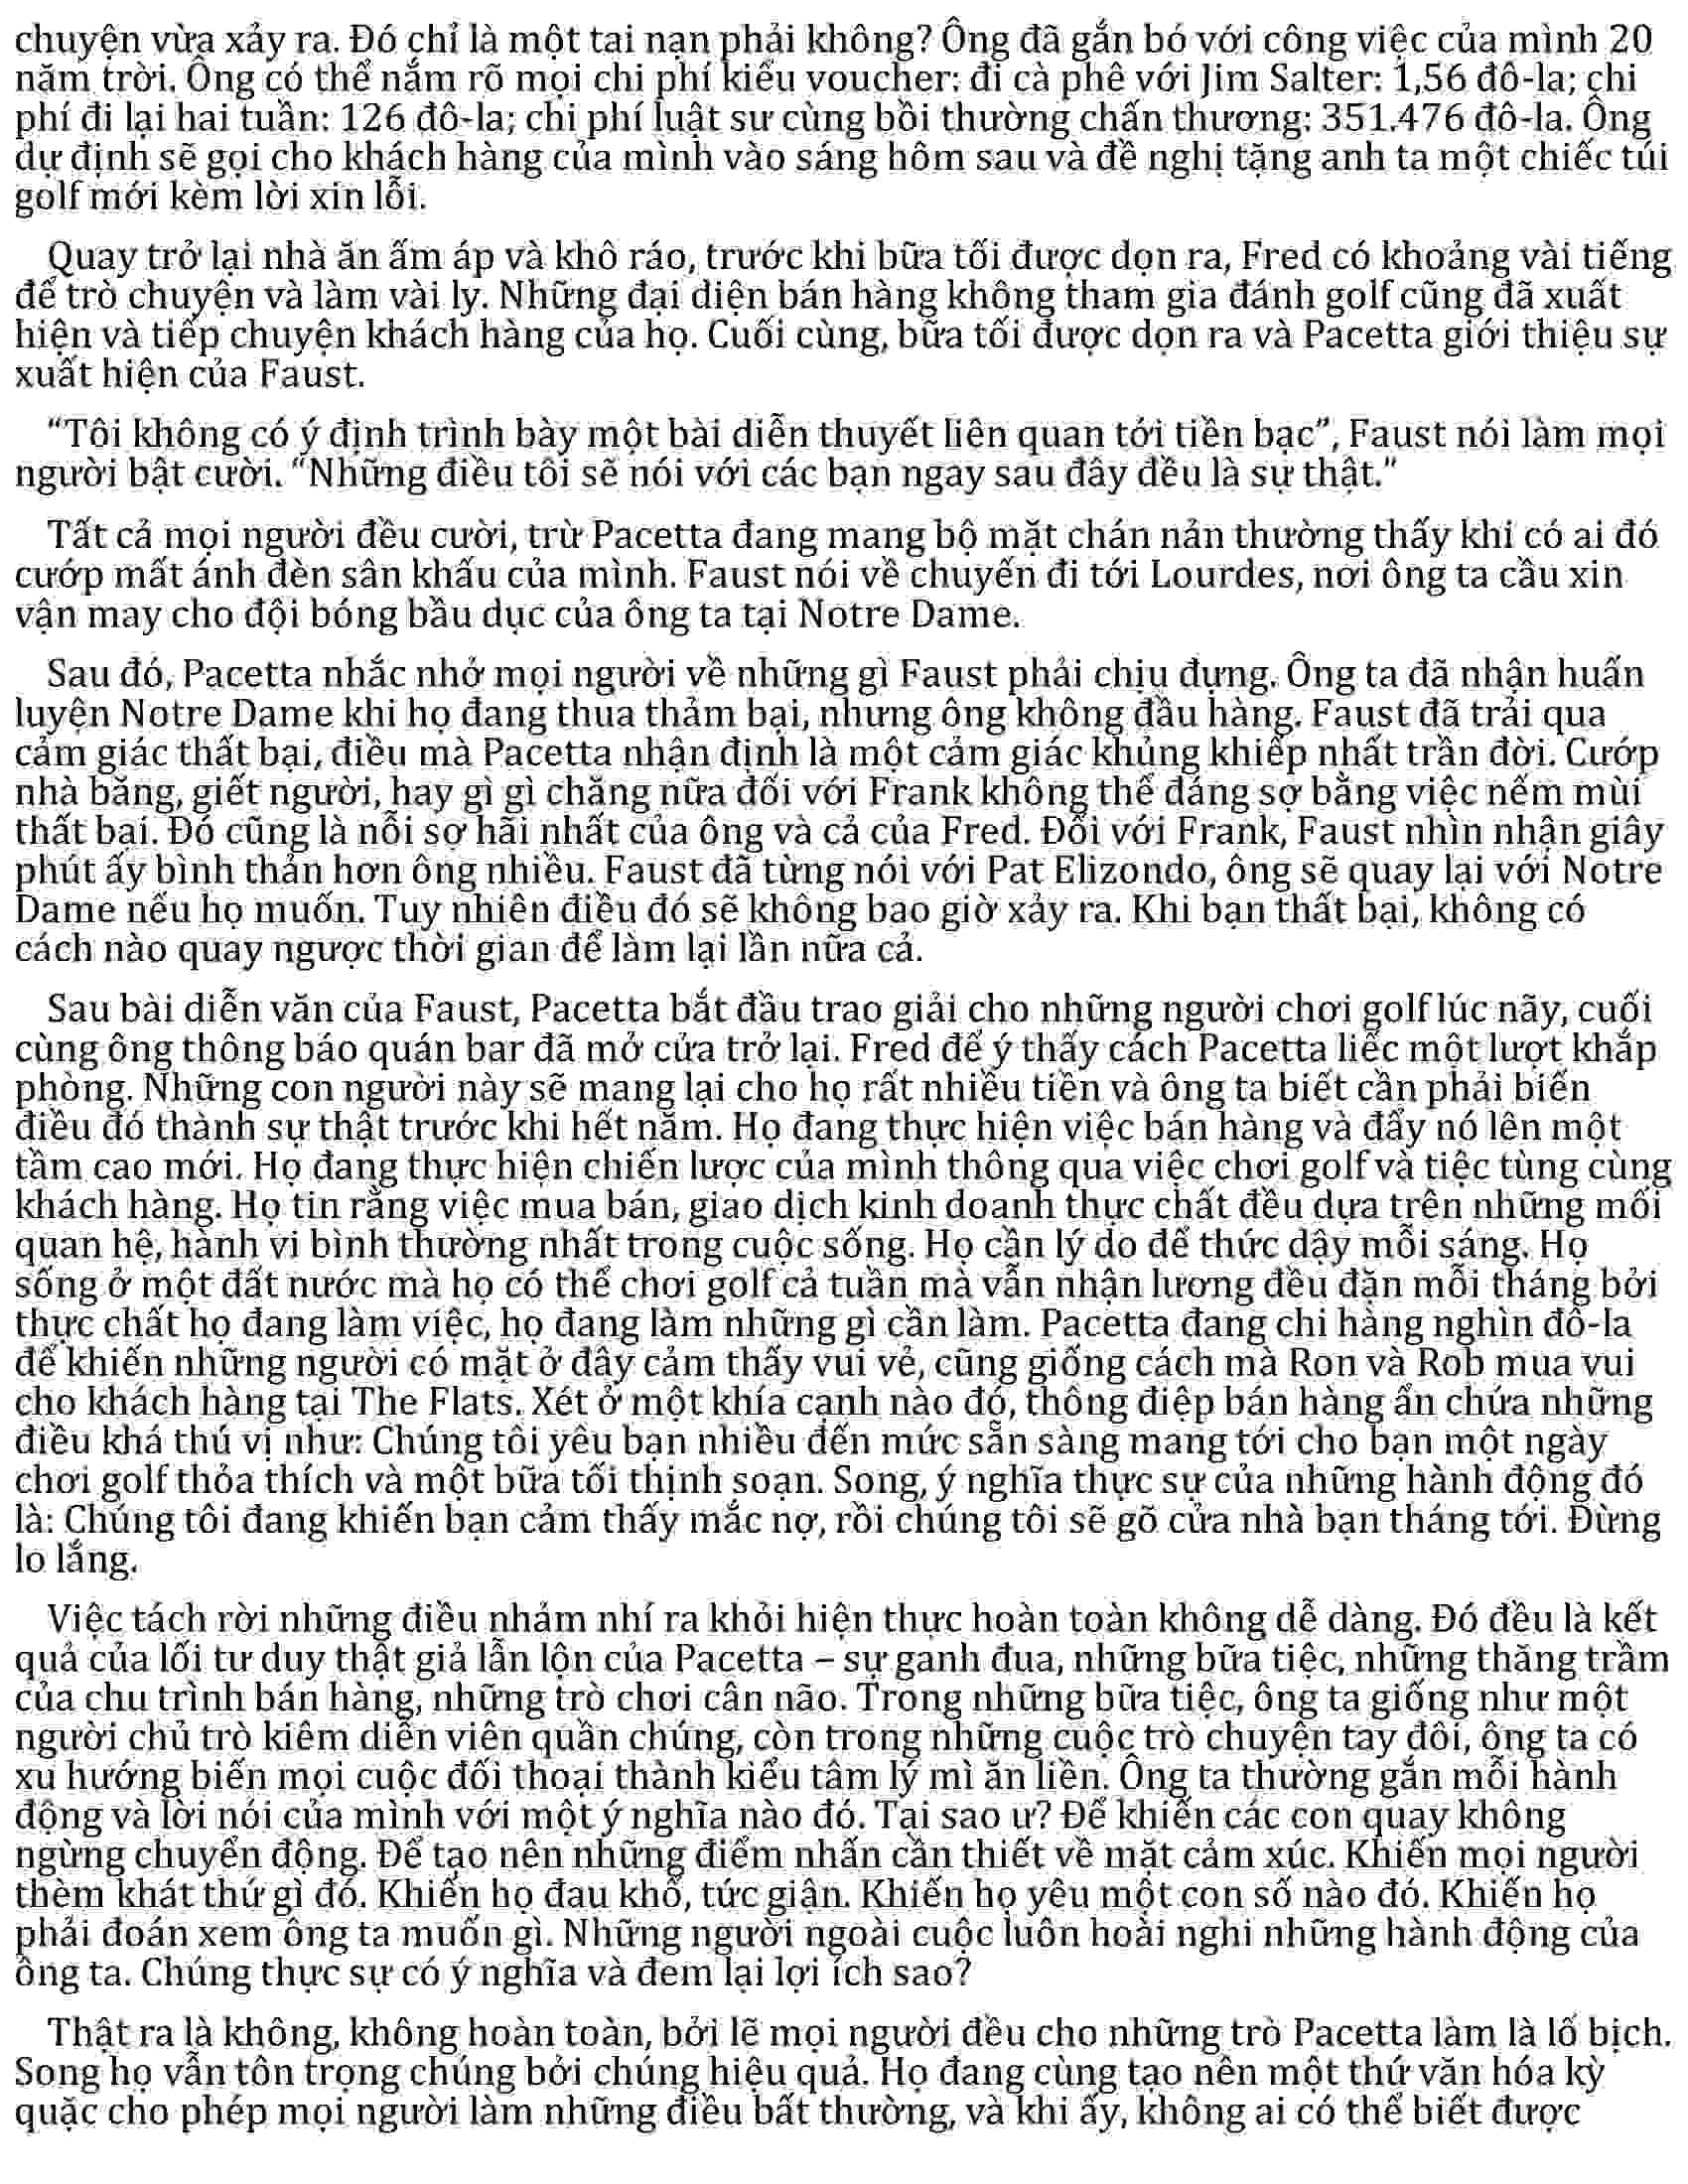 chuyện vừa xảy ra. Đó chỉ là một tai nạn phải không? Ông đã gắn bó với công việc của mình 20
năm trời. Ông có thể nắm rõ mọi chi phí kiểu voucher: đi cà phê với Jim Salter: 1,56 đô-la; chi
phí đi lại hai tuần: 126 đô-la; chi phí luật sư cùng bồi thường chấn thương: 351.476 đô-la. Ông
dự định sẽ gọi cho khách hàng của mình vào sáng hôm sau và đề nghị tặng anh ta một chiếc túi
golf mới kèm lời xin lỗi.
Quay trở lại nhà ăn ấm áp và khô ráo, trước khi bữa tối được dọn ra, Fred có khoảng vài tiếng
để trò chuyện và làm vài ly. Những đại diện bán hàng không tham gia đánh golf cũng đã xuất
hiện và tiếp chuyện khách hàng của họ. Cuối cùng, bữa tối được dọn ra và Pacetta giới thiệu sự
xuất hiện của Faust.
“Tôi không có ý định trình bày một bài diễn thuyết liên quan tới tiền bạc”, Faust nói làm mọi
người bật cười. “Những điều tôi sẽ nói với các bạn ngay sau đây đều là sự thật.”
Tất cả mọi người đều cười, trừ Pacetta đang mang bộ mặt chán nản thường thấy khi có ai đó
cướp mất ánh đèn sân khấu của mình. Faust nói về chuyến đi tới Lourdes, nơi ông ta cầu xin
vận may cho đội bóng bầu dục của ông ta tại Notre Dame.
Sau đó, Pacetta nhắc nhở mọi người về những gì Faust phải chịu đựng. Ông ta đã nhận huấn
luyện Notre Dame khi họ đang thua thảm bại, nhưng ông không đầu hàng. Faust đã trải qua
cảm giác thất bại, điều mà Pacetta nhận định là một cảm giác khủng khiếp nhất trần đời. Cướp
nhà băng, giết người, hay gì gì chăng nữa đối với Frank không thể đáng sợ bằng việc nếm mùi
thất bại. Đó cũng là nỗi sợ hãi nhất của ông và cả của Fred. Đối với Frank, Faust nhìn nhận giây
phút ấy bình thản hơn ông nhiều. Faust đã từng nói với Pat Elizondo, ông sẽ quay lại với Notre
Dame nếu họ muốn. Tuy nhiên điều đó sẽ không bao giờ xảy ra. Khi bạn thất bại, không có
cách nào quay ngược thời gian để làm lại lần nữa cả.
Sau bài diễn văn của Faust, Pacetta bắt đầu trao giải cho những người chơi golf lúc nãy, cuối
cùng ông thông báo quán bar đã mở cửa trở lại. Fred để ý thấy cách Pacetta liếc một lượt khắp
phòng. Những con người này sẽ mang lại cho họ rất nhiều tiền và ông ta biết cần phải biến
điều đó thành sự thật trước khi hết năm. Họ đang thực hiện việc bán hàng và đẩy nó lên một
tầm cao mới. Họ đang thực hiện chiến lược của mình thông qua việc chơi golf và tiệc tùng cùng
khách hàng. Họ tin rằng việc mua bán, giao dịch kinh doanh thực chất đều dựa trên những mối
quan hệ, hành vi bình thường nhất trong cuộc sống. Họ cần lý do để thức dậy mỗi sáng. Họ
sống ở một đất nước mà họ có thể chơi golf cả tuần mà vẫn nhận lương đều đặn mỗi tháng bởi
thực chất họ đang làm việc, họ đang làm những gì cần làm. Pacetta đang chi hàng nghìn đô-la
để khiến những người có mặt ở đây cảm thấy vui vẻ, cũng giống cách mà Ron và Rob mua vui
cho khách hàng tại The Flats. Xét ở một khía cạnh nào đó, thông điệp bán hàng ẩn chứa những
điều khá thú vị như: Chúng tôi yêu bạn nhiều đến mức sẵn sàng mang tới cho bạn một ngày
chơi golf thỏa thích và một bữa tối thịnh soạn. Song, ý nghĩa thực sự của những hành động đó
là: Chúng tôi đang khiến bạn cảm thấy mắc nợ, rồi chúng tôi sẽ gõ cửa nhà bạn tháng tới. Đừng
lo lắng.
Việc tách rời những điều nhảm nhí ra khỏi hiện thực hoàn toàn không dễ dàng. Đó đều là kết
quả của lối tư duy thật giả lẫn lộn của Pacetta – sự ganh đua, những bữa tiệc, những thăng trầm
của chu trình bán hàng, những trò chơi cân não. Trong những bữa tiệc, ông ta giống như một
người chủ trò kiêm diễn viên quần chúng, còn trong những cuộc trò chuyện tay đôi, ông ta có
xu hướng biến mọi cuộc đối thoại thành kiểu tâm lý mì ăn liền. Ông ta thường gắn mỗi hành
động và lời nói của mình với một ý nghĩa nào đó. Tại sao ư? Để khiến các con quay không
ngừng chuyển động. Để tạo nên những điểm nhấn cần thiết về mặt cảm xúc. Khiến mọi người
thèm khát thứ gì đó. Khiến họ đau khổ, tức giận. Khiến họ yêu một con số nào đó. Khiến họ
phải đoán xem ông ta muốn gì. Những người ngoài cuộc luôn hoài nghi những hành động của
ông ta. Chúng thực sự có ý nghĩa và đem lại lợi ích sao?
Thật ra là không, không hoàn toàn, bởi lẽ mọi người đều cho những trò Pacetta làm là lố bịch.
Song họ vẫn tôn trọng chúng bởi chúng hiệu quả. Họ đang cùng tạo nên một thứ văn hóa kỳ
quặc cho phép mọi người làm những điều bất thường, và khi ấy, không ai có thể biết được